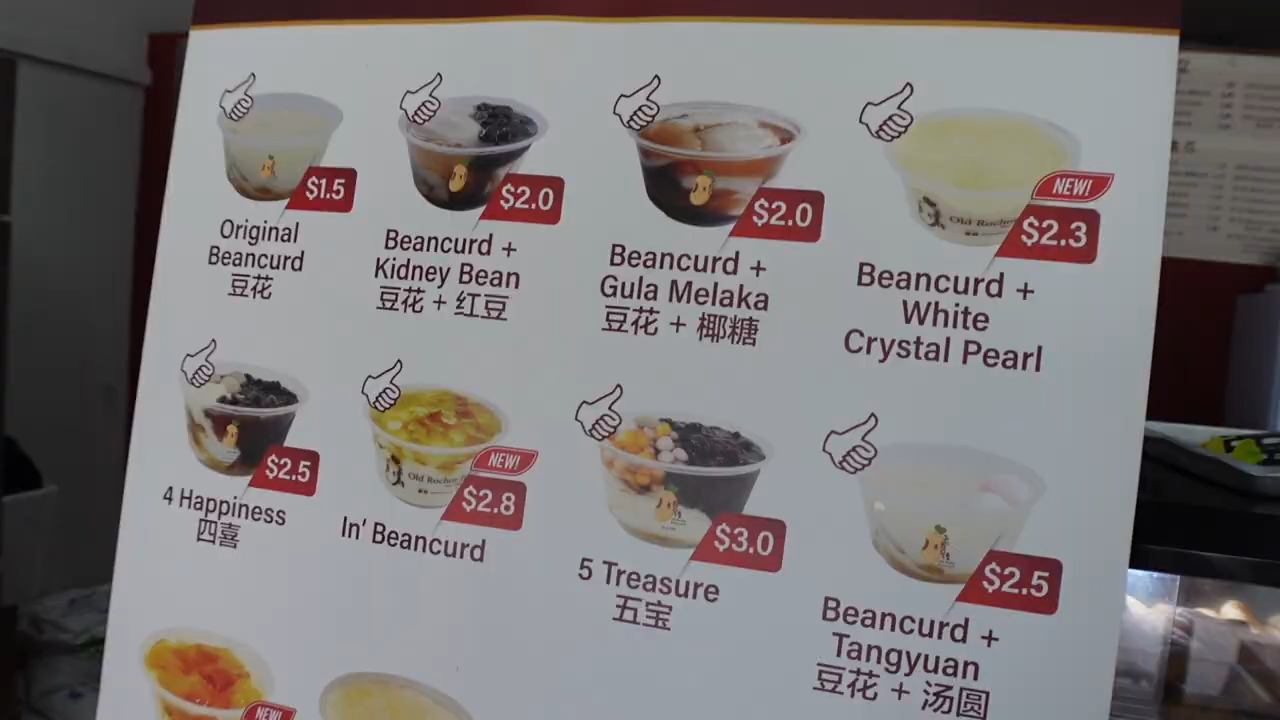 $1.5
Original
Beancurd
豆花
$2.0
Beancurd +
Kidney Bean
豆花 + 红豆
$2.0
Beancurd +
Gula Melaka
豆花 + 椰糖
Old Rocho
NEW!
$2.3
Beancurd +
White
Crystal Pearl
$2.5
4 Happiness
四喜
Old Rocho
NEW!
$2.8
In' Beancurd
$3.0
5 Treasure
五宝
$2.5
Beancurd +
Tangyuan
豆花 + 汤圆
NEW!